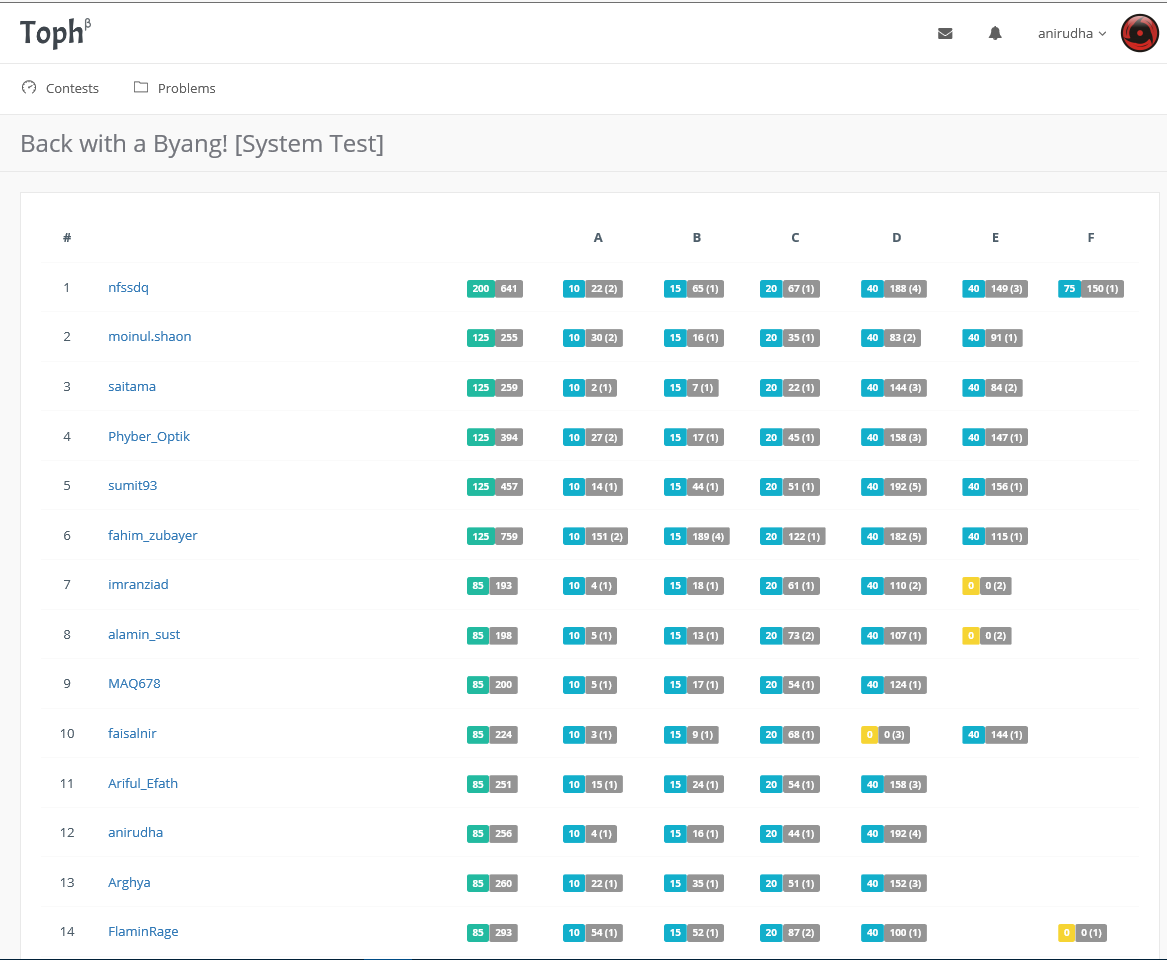 Tophβ
anirudha
Contests Problems
Back with a Byang! [System Test]
# A B C D E F
1 nfssdq 200 641 10 22 (2) 15 65 (1) 20 67 (1) 40 188 (4) 40 149 (3) 75 150 (1)
2 moinul.shaon 125 255 10 30 (2) 15 16 (1) 20 35 (1) 40 83 (2) 40 91 (1)
3 saitama 125 259 10 2 (1) 15 7 (1) 20 22 (1) 40 144 (3) 40 84 (2)
4 Phyber_Optik 125 394 10 27 (2) 15 17 (1) 20 45 (1) 40 158 (3) 40 147 (1)
5 sumit93 125 457 10 14 (1) 15 44 (1) 20 51 (1) 40 192 (5) 40 156 (1)
6 fahim_zubayer 125 759 10 151 (2) 15 189 (4) 20 122 (1) 40 182 (5) 40 115 (1)
7 imranziad 85 193 10 4 (1) 15 18 (1) 20 61 (1) 40 110 (2) 0 0 (2)
8 alamin_sust 85 198 10 5 (1) 15 13 (1) 20 73 (2) 40 107 (1) 0 0 (2)
9 MAQ678 85 200 10 5 (1) 15 17 (1) 20 54 (1) 40 124 (1)
10 faisalnir 85 224 10 3 (1) 15 9 (1) 20 68 (1) 0 0 (3) 40 144 (1)
11 Ariful_Efath 85 251 10 15 (1) 15 24 (1) 20 54 (1) 40 158 (3)
12 anirudha 85 256 10 4 (1) 15 16 (1) 20 44 (1) 40 192 (4)
13 Arghya 85 260 10 22 (1) 15 35 (1) 20 51 (1) 40 152 (3)
14 FlaminRage 85 293 10 54 (1) 15 52 (1) 20 87 (2) 40 100 (1) 0 0 (1)